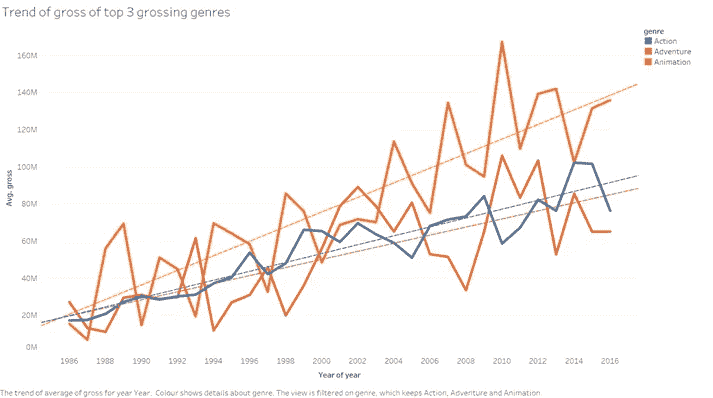 Trend of gross of top 3 grossing genres
genre
Action
Adventure
Animation
Avg. gross
160M
140M
120M
100M
80M
60M
40M
20M
0M
1986 1988 1990 1992 1994 1996 1998 2000 2002 2004 2006 2008 2010 2012 2014 2016
Year of year
The trend of average of gross for year Year. Colour shows details about genre. The view is filtered on genre, which keeps Action, Adventure and Animation